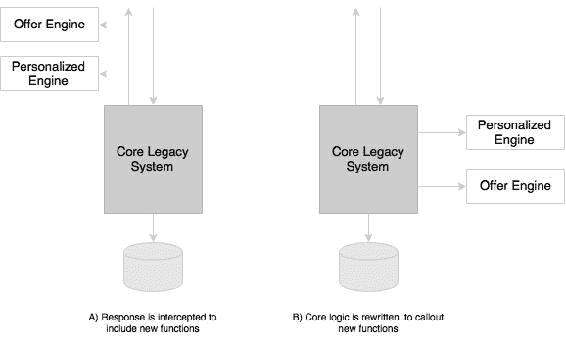 Offer Engine
Personalized
Engine
Core Legacy
System
A) Response is intercepted to
include new functions
Core Legacy
System
Personalized
Engine
Offer Engine
B) Core logic is rewritten to callout
new functions